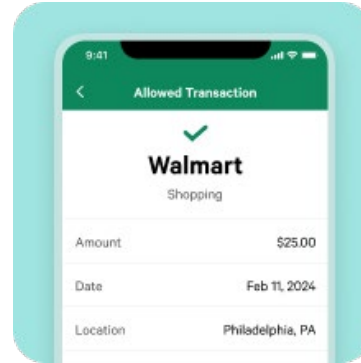 9:41
Allowed Transaction
Walmart
Shopping
Amount $25.00
Date Feb 11, 2024
Location Philadelphia, PA